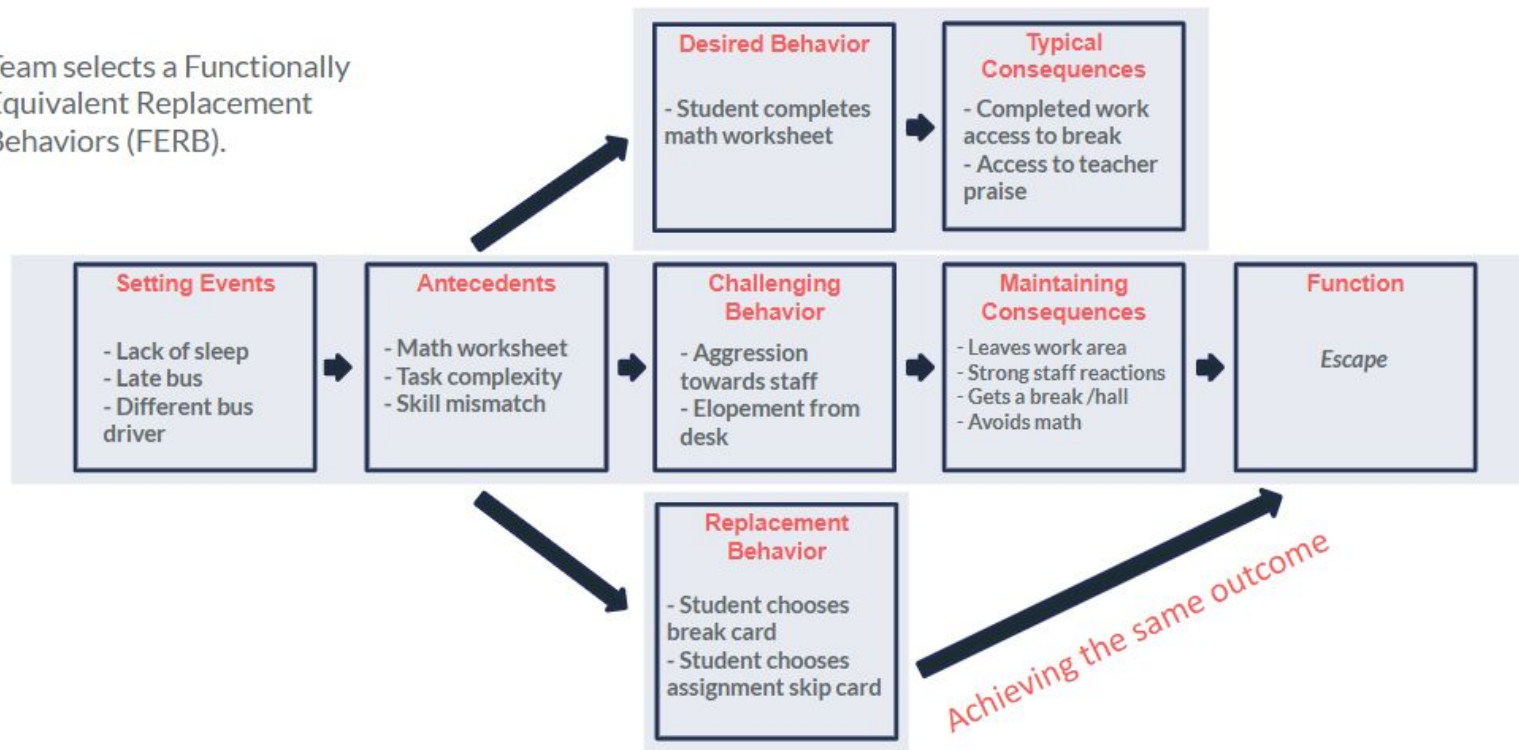 Team selects a Functionally
Equivalent Replacement
Behaviors (FERB).
Desired Behavior
- Student completes
math worksheet
Typical
Consequences
- Completed work
access to break
- Access to teacher
praise
Setting Events
- Lack of sleep
- Late bus
- Different bus
driver
Antecedents
- Math worksheet
- Task complexity
- Skill mismatch
Challenging
Behavior
- Aggression
towards staff
- Elopement from
desk
Maintaining
Consequences
- Leaves work area
- Strong staff reactions
- Gets a break /hall
- Avoids math
Function
Escape
Replacement
Behavior
- Student chooses
break card
- Student chooses
assignment skip card
Achieving the same outcome